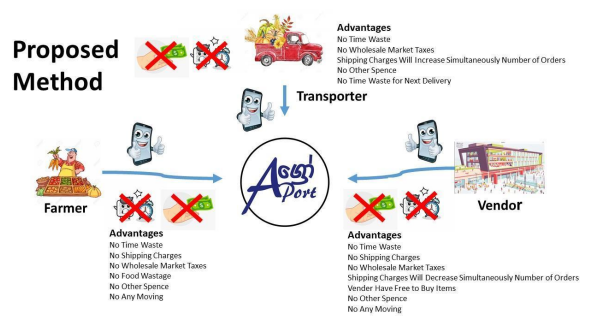 Proposed
Method
Advantages
No Time Waste
No Wholesale Market Taxes
Shipping Charges Will Increase Simultaneously Number of Orders
No Other Spence
No Time Waste for Next Delivery
Transporter
A
Port
Farmer
Vendor
Advantages
No Time Waste
No Shipping Charges
No Wholesale Market Taxes
No Food Wastage
No Other Spence
No Any Moving
Advantages
No Time Waste
No Shipping Charges
No Wholesale Market Taxes
Shipping Charges Will Decrease Simultaneously Number of Orders
Vender Have Free to Buy Items
No Other Spence
No Any Moving